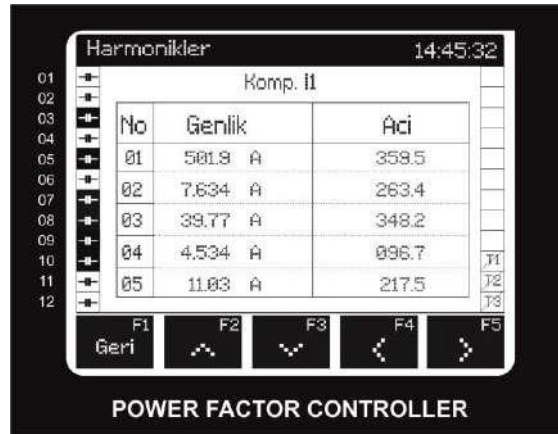 Harmonikler 14:45:32
Komp. i1
No Genlik Aci
01 501.9 A 359.5
02 7.634 A 263.4
03 39.77 A 348.2
04 4.534 A 096.7
05 11.03 A 217.5
01
02
03
04
05
06
07
08
09
10
11
12
F1 F2 F3 F4 F5
Geri
POWER FACTOR CONTROLLER